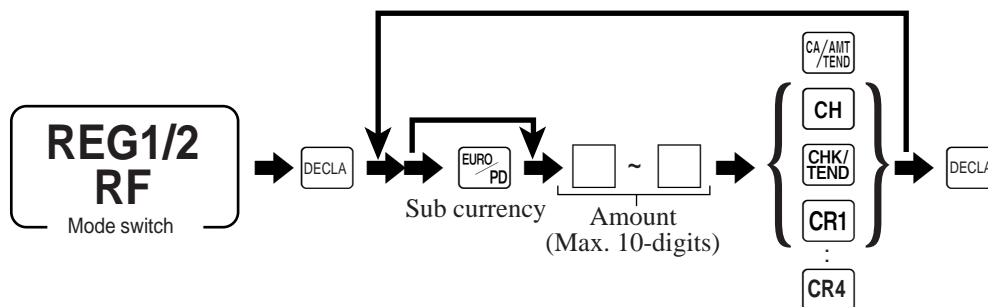 REG1/2
RF
Mode switch
DECLA
EURO/PD
Sub currency
~
Amount
(Max. 10-digits)
CA/AMT
/TEND
CH
CHK/
TEND
CR1
:
CR4
DECLA